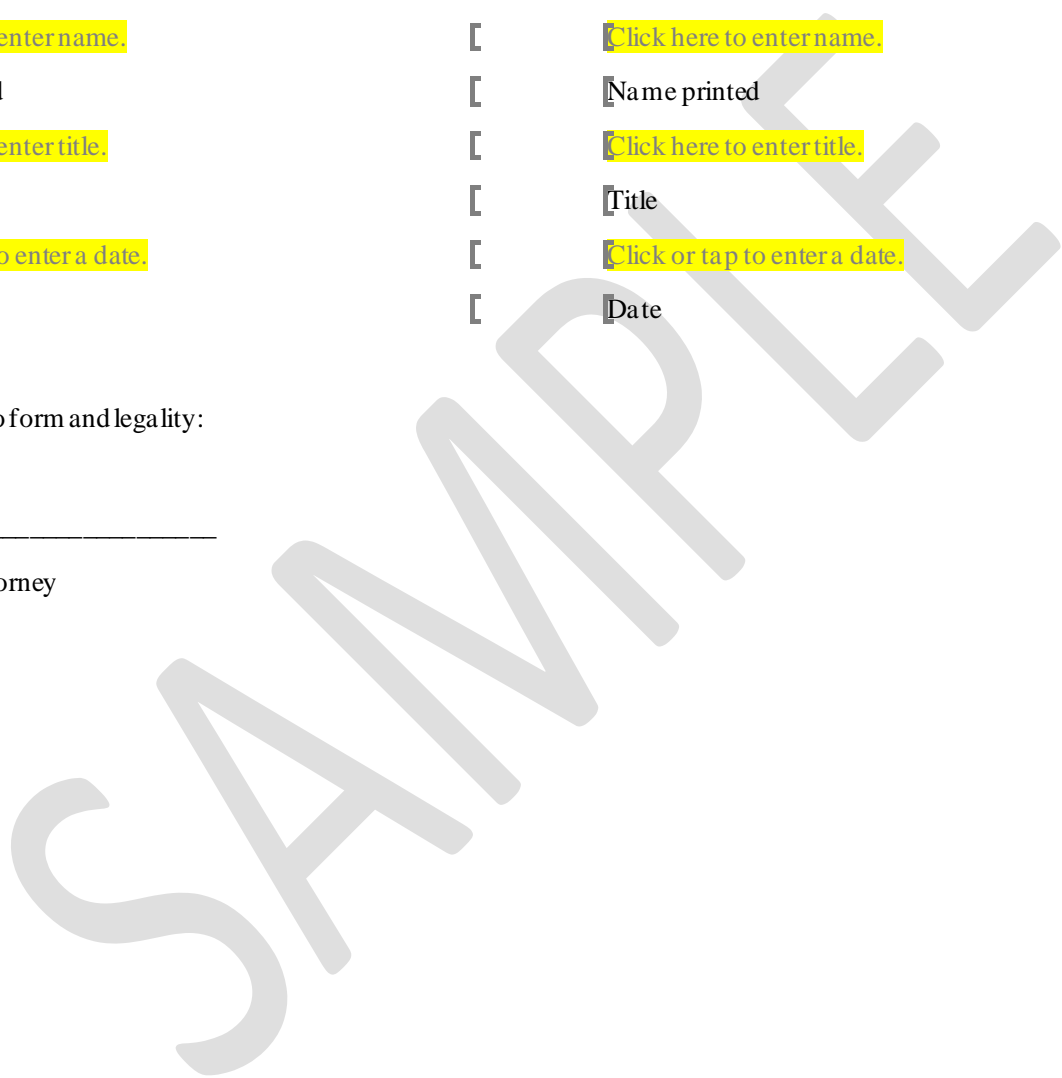 enter name. [ [Click here to enter name.
[ [Name printed
enter title. [ [Click here to enter title.
[ [Title
o enter a date. [ [Click or tap to enter a date.
[ [Date
form and legality:
________________
SAMPLE